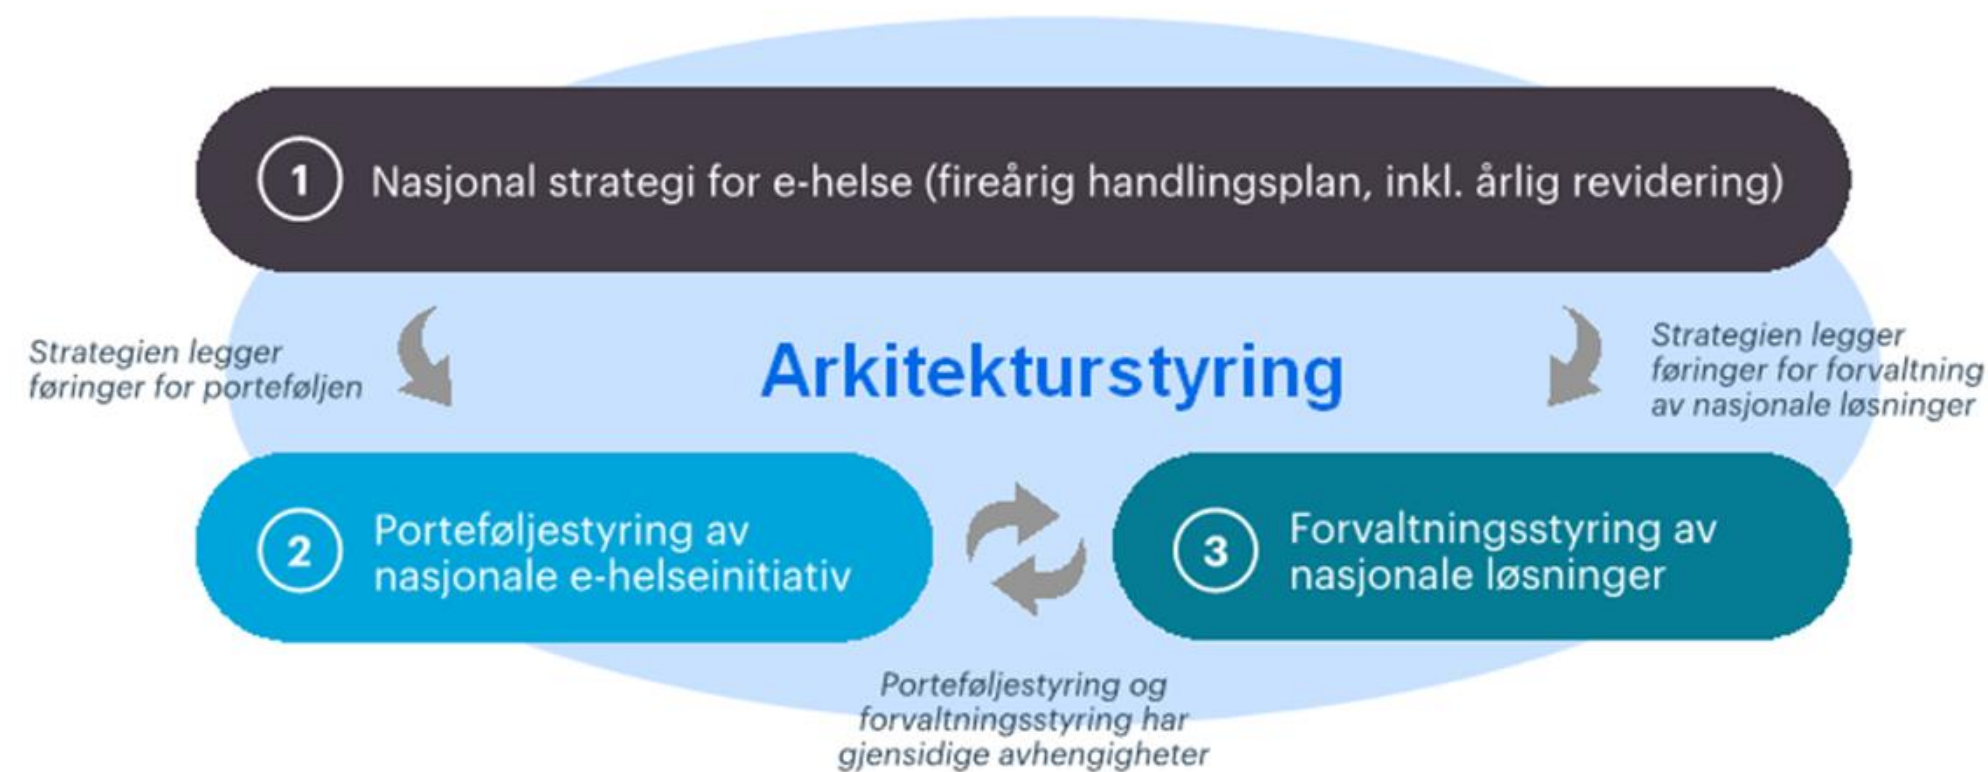 1 Nasjonal strategi for e-helse (fireårig handlingsplan, inkl. årlig revidering)
Strategien legger
føringer for porteføljen
Arkitekturstyring
Strategien legger
føringer for forvaltning
av nasjonale løsninger
2 Porteføljestyring av
nasjonale e-helseinitiativ
3 Forvaltningsstyring av
nasjonale løsninger
Porteføljestyring og
forvaltningsstyring har
gjensidige avhengigheter